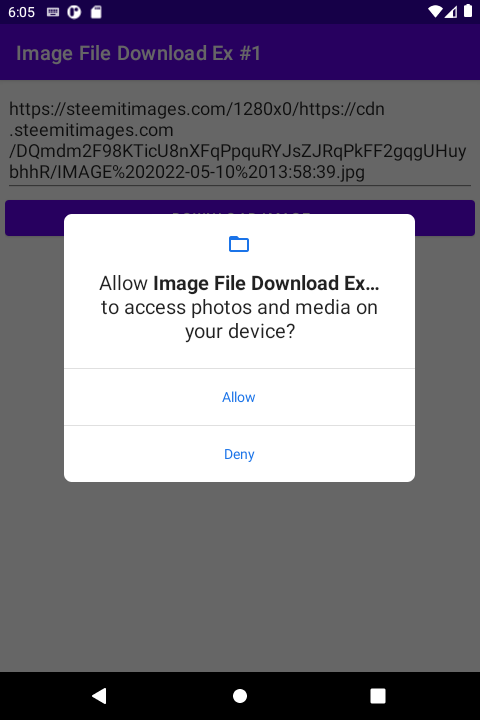 6:05
Image File Download Ex #1
https://steemitimages.com/1280x0/https://cdn
.steemitimages.com
/DQmdm2F98KTicU8nXFqPpquRYJsZJRqPkFF2gqgUHuy
bhhR/IMAGE%202022-05-10%2013:58:39.jpg
Allow Image File Download Ex…
to access photos and media on
your device?
Allow
Deny